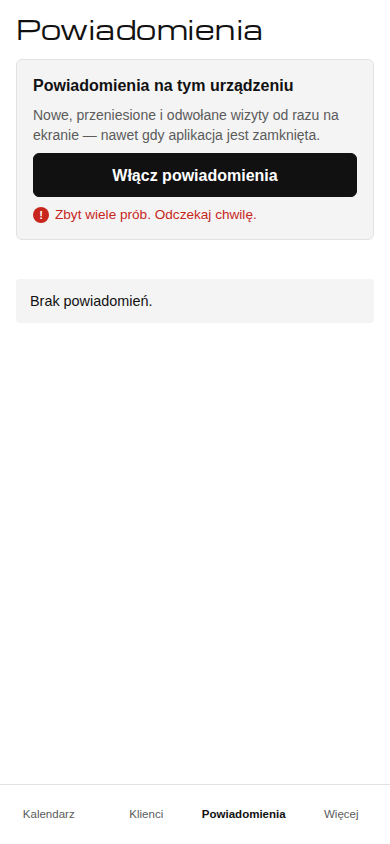 Powiadomienia
Powiadomienia na tym urządzeniu
Nowe, przeniesione i odwołane wizyty od razu na
ekranie — nawet gdy aplikacja jest zamknięta.
Włącz powiadomienia
! Zbyt wiele prób. Odczekaj chwilę.
Brak powiadomień.
Kalendarz Klienci Powiadomienia Więcej